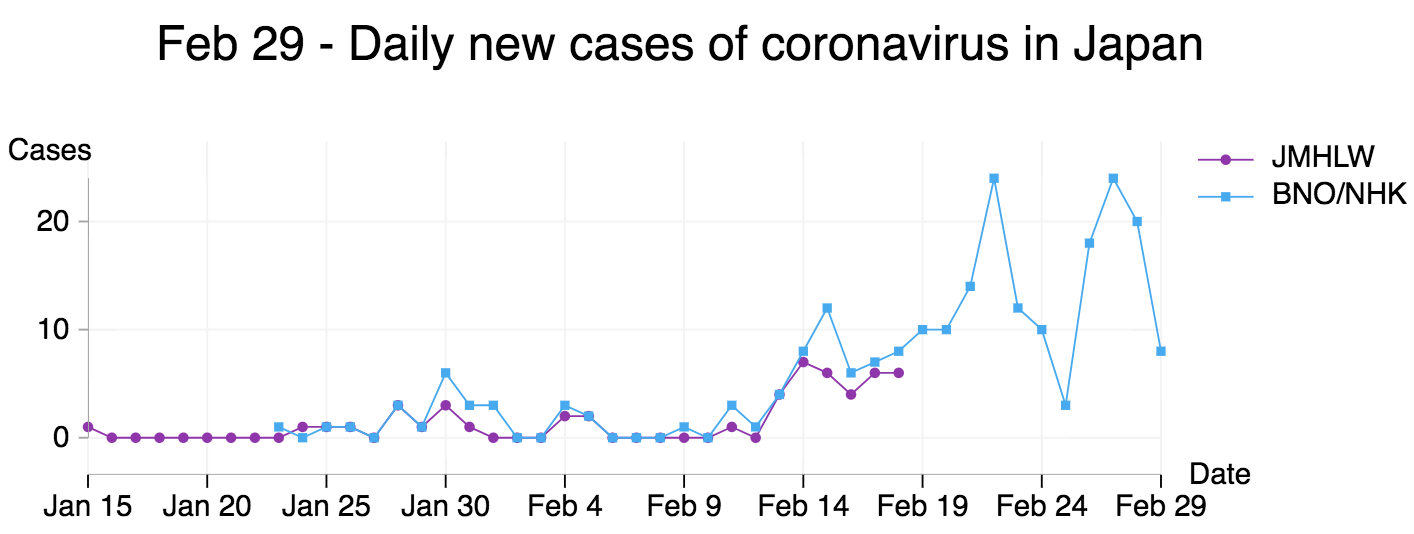 Feb 29 - Daily new cases of coronavirus in Japan
Cases
JMHLW
BNO/NHK
20
10
0
Date
Jan 15 Jan 20 Jan 25 Jan 30 Feb 4 Feb 9 Feb 14 Feb 19 Feb 24 Feb 29